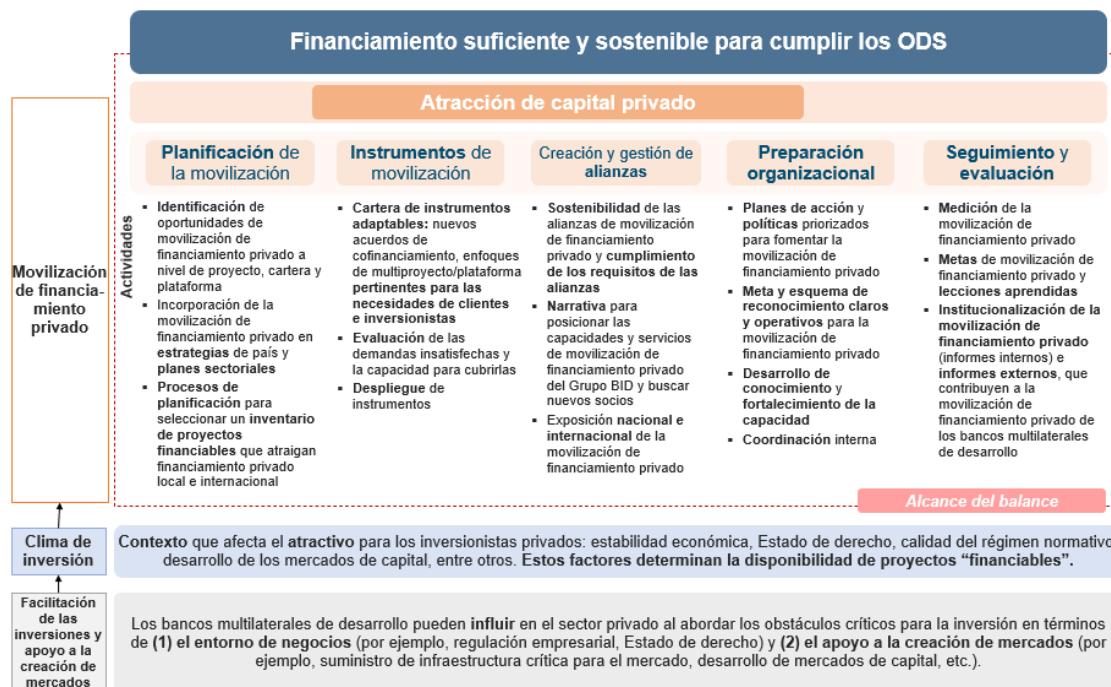 Financiamiento suficiente y sostenible para cumplir los ODS
Atracción de capital privado
Planificación de
la movilización
Instrumentos de
movilización
Creación y gestión de
alianzas
Preparación
organizacional
Seguimiento y
evaluación
Movilización
de financia-
miento
privado
Actividades
▪ Identificación de
oportunidades de
movilización de
financiamiento privado a
nivel de proyecto, cartera y
plataforma
▪ Incorporación de la
movilización de
financiamiento privado en
estrategias de país y
planes sectoriales
▪ Procesos de
planificación para
seleccionar un inventario
de proyectos
financiables que atraigan
financiamiento privado
local e internacional
▪ Cartera de instrumentos
adaptables: nuevos
acuerdos de
cofinanciamiento, enfoques
de multiproyecto/plataforma
pertinentes para las
necesidades de clientes
e inversionistas
▪ Evaluación de las
demandas insatisfechas y
la capacidad para cubrirlas
▪ Despliegue de
instrumentos
▪ Sostenibilidad de las
alianzas de movilización
de financiamiento
privado y cumplimiento
de los requisitos de las
alianzas
▪ Narrativa para
posicionar las
capacidades y servicios
de movilización de
financiamiento privado
del Grupo BID y buscar
nuevos socios
▪ Exposición nacional e
internacional de la
movilización de
financiamiento privado
▪ Planes de acción y
políticas priorizados
para fomentar la
movilización de
financiamiento privado
▪ Meta y esquema de
reconocimiento claros
y operativos para la
movilización de
financiamiento privado
▪ Desarrollo de
conocimiento y
fortalecimiento de la
capacidad
▪ Coordinación interna
▪ Medición de la
movilización de
financiamiento privado
▪ Metas de movilización de
financiamiento privado y
lecciones aprendidas
▪ Institucionalización de la
movilización de
financiamiento privado
(informes internos) e
informes externos, que
contribuyen a la
movilización de
financiamiento privado de
los bancos multilaterales
de desarrollo
Alcance del balance
Clima de
inversión
Contexto que afecta el atractivo para los inversionistas privados: estabilidad económica, Estado de derecho, calidad del régimen normativo
desarrollo de los mercados de capital, entre otros. Estos factores determinan la disponibilidad de proyectos “financiables”.
Facilitación
de las
inversiones y
apoyo a la
creación de
mercados
Los bancos multilaterales de desarrollo pueden influir en el sector privado al abordar los obstáculos críticos para la inversión en términos
de (1) el entorno de negocios (por ejemplo, regulación empresarial, Estado de derecho) y (2) el apoyo a la creación de mercados (por
ejemplo, suministro de infraestructura crítica para el mercado, desarrollo de mercados de capital, etc.).